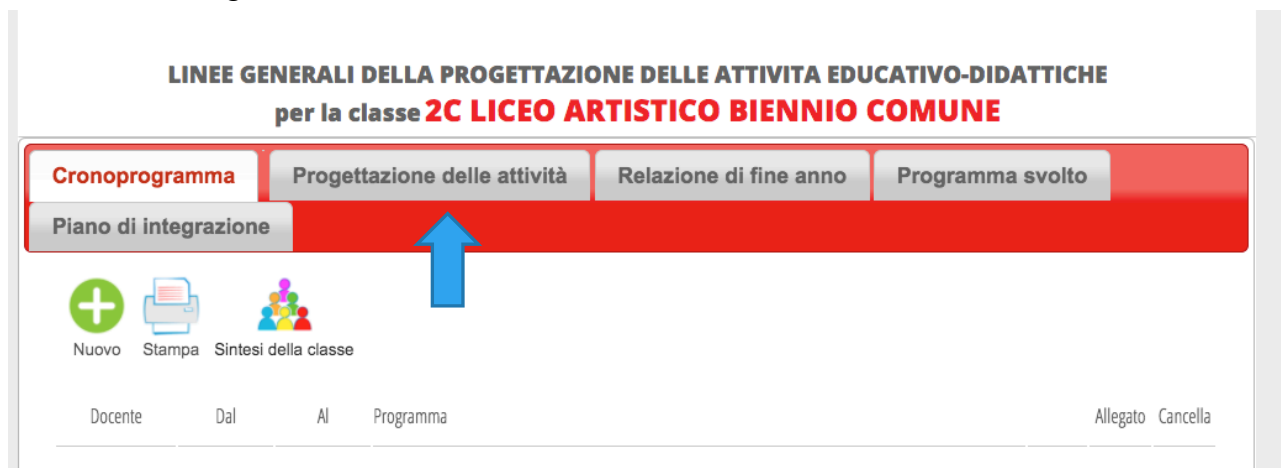 LINEE GENERALI DELLA PROGETTAZIONE DELLE ATTIVITA EDUCATIVO-DIDATTICHE
per la classe 2C LICEO ARTISTICO BIENNIO COMUNE
Cronoprogramma Progettazione delle attività Relazione di fine anno Programma svolto
Piano di integrazione
Nuovo Stampa Sintesi della classe
Docente Dal Al Programma Allegato Cancella